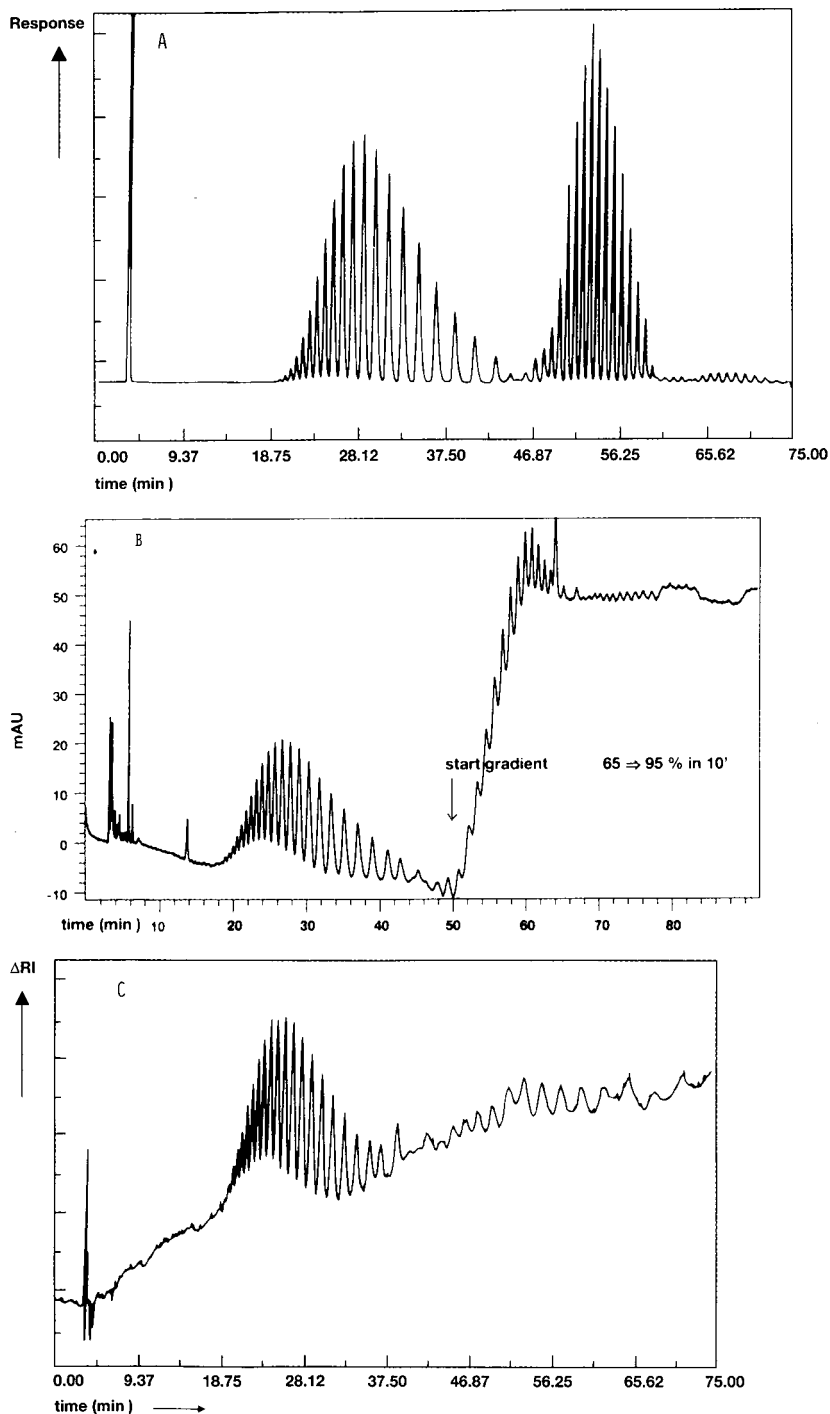 Response
A
0.00 9.37 18.75 28.12 37.50 46.87 56.25 65.62 75.00
time (min )
B
60
50
40
30
20
10
0
-10
mAU
start gradient 65 ⇒ 95 % in 10'
time (min ) 10 20 30 40 50 60 70 80
ΔRI
C
0.00 9.37 18.75 28.12 37.50 46.87 56.25 65.62 75.00
time (min )